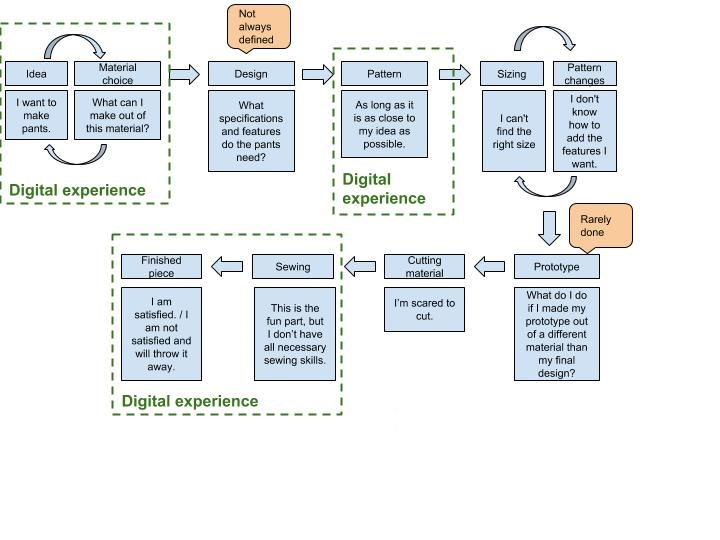 Not
always
defined
Idea
Material
choice
Design
Pattern
Sizing
Pattern
changes
I want to
make
pants.
What can I
make out of
this material?
What
specifications
and features
do the pants
need?
As long as it
is as close to
my idea as
possible.
I can't
find the
right size
I don't
know
how to
add the
features I
want.
Digital experience
Digital
experience
Rarely
done
Finished
piece
Sewing
Cutting
material
Prototype
I am
satisfied. / I
am not
satisfied and
will throw it
away.
This is the
fun part, but
I don't have
all necessary
sewing skills.
I'm scared to
cut.
What do I do
if I made my
prototype out
of a different
material than
my final
design?
Digital experience